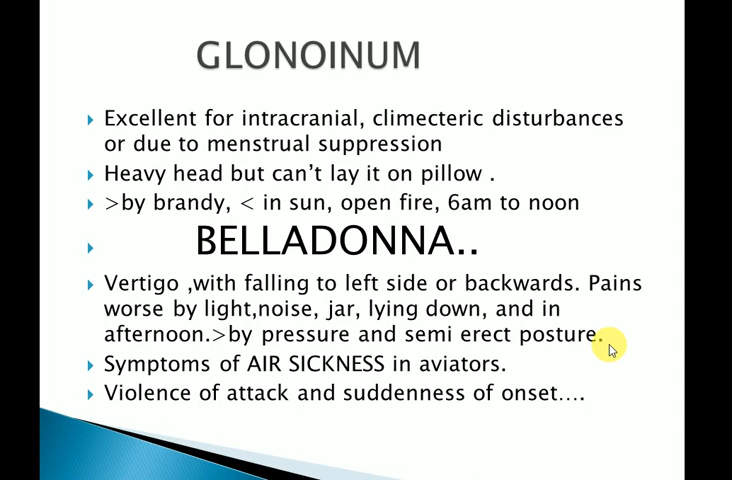 GLONOINUM
Excellent for intracranial, climecteric disturbances
or due to menstrual suppression
Heavy head but can't lay it on pillow .
>by brandy, < in sun, open fire, 6am to noon
BELLADONNA..
Vertigo ,with falling to left side or backwards. Pains
worse by light,noise, jar, lying down, and in
afternoon.>by pressure and semi erect posture.
Symptoms of AIR SICKNESS in aviators.
Violence of attack and suddenness of onset....